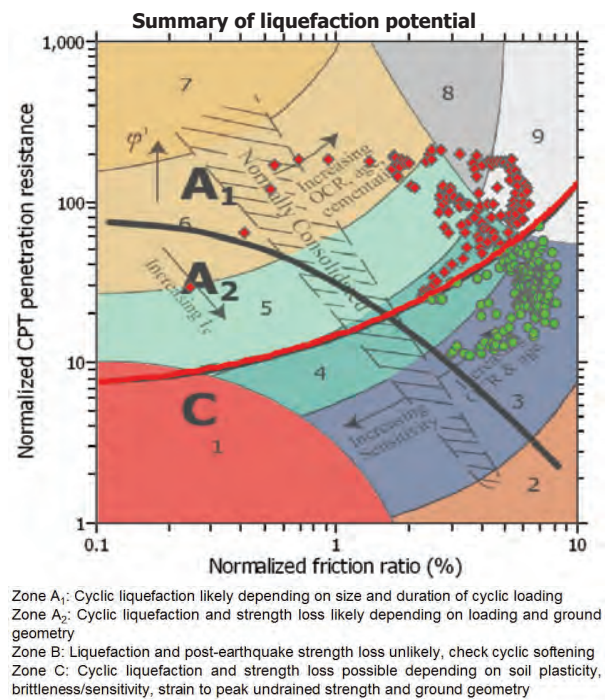 Summary of liquefaction potential
Normalized CPT penetration resistance
1,000
100
10
1
7
8
9
φ'
A1
Increasing
OCR, age
cementation
Normally Consolidated
6
A2
Increasing Ic
5
4
Increasing
OCR & age
3
C
Increasing
Sensitivity
1
2
0.1
1
10
Normalized friction ratio (%)
Zone A1: Cyclic liquefaction likely depending on size and duration of cyclic loading
Zone A2: Cyclic liquefaction and strength loss likely depending on loading and ground
geometry
Zone B: Liquefaction and post-earthquake strength loss unlikely, check cyclic softening
Zone C: Cyclic liquefaction and strength loss possible depending on soil plasticity,
brittleness/sensitivity, strain to peak undrained strength and ground geometry